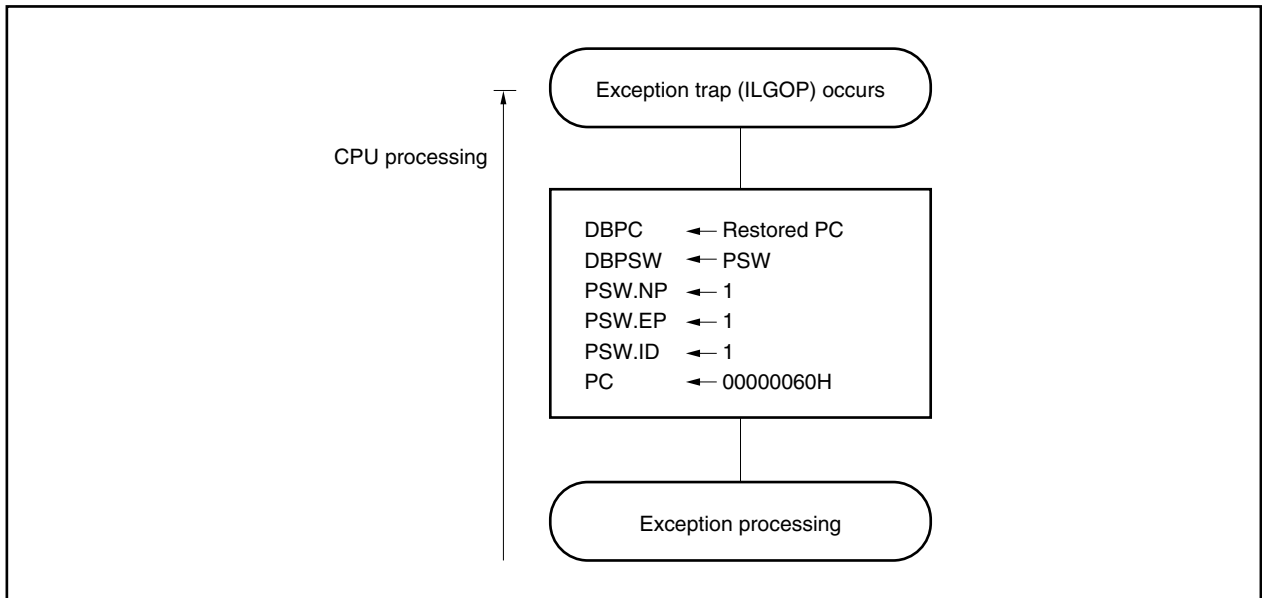 Exception trap (ILGOP) occurs
CPU processing
DBPC ← Restored PC
DBPSW ← PSW
PSW.NP ← 1
PSW.EP ← 1
PSW.ID ← 1
PC ← 00000060H
Exception processing